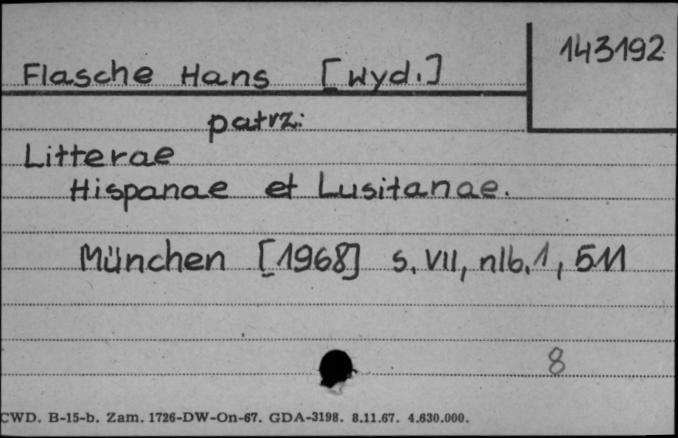 143192
Flasche Hans [Wyd.]
patrz:
Litterae
Hispanae et Lusitanae.
München [1968] s. VII, nlb. 1, 511
8
CWD. B-15-b. Zam. 1726-DW-On-67. GDA-3198. 8.11.67. 4.630.000.